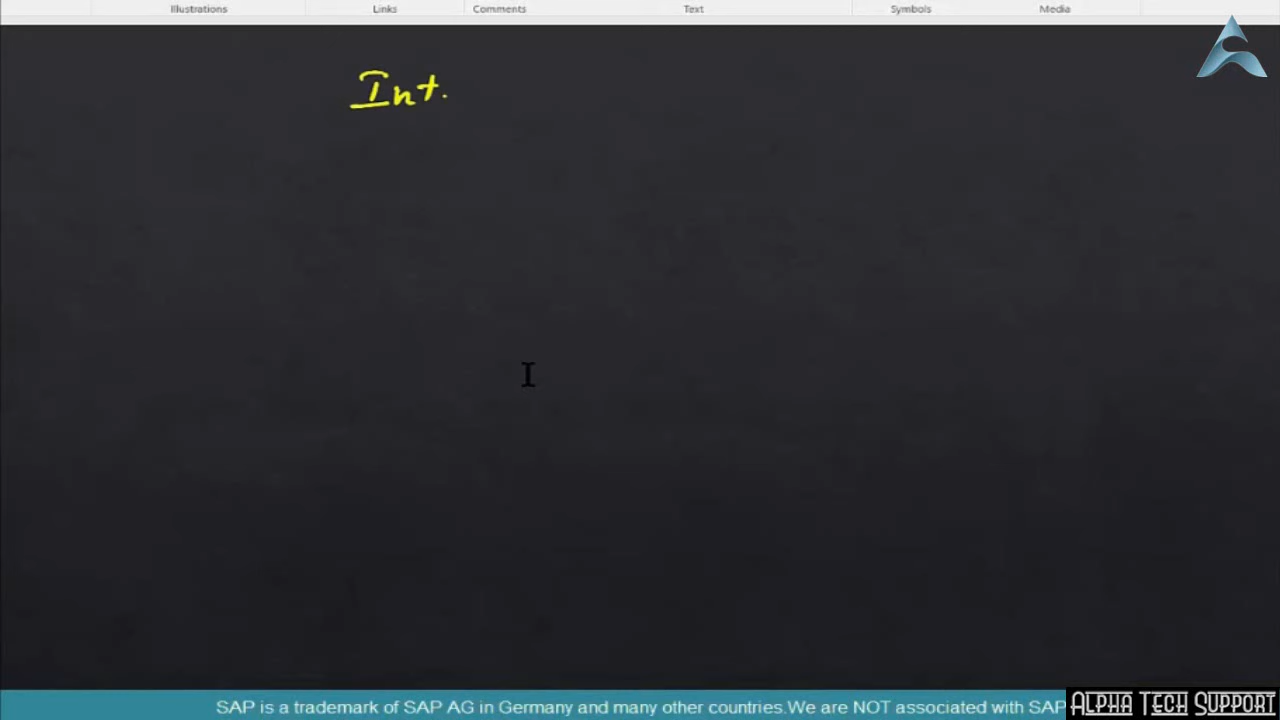 Illustrations Links Comments Text Symbols Media
Int.
SAP is a trademark of SAP AG in Germany and many other countries.We are NOT associated with SAP
ALPHA TECH SUPPORT